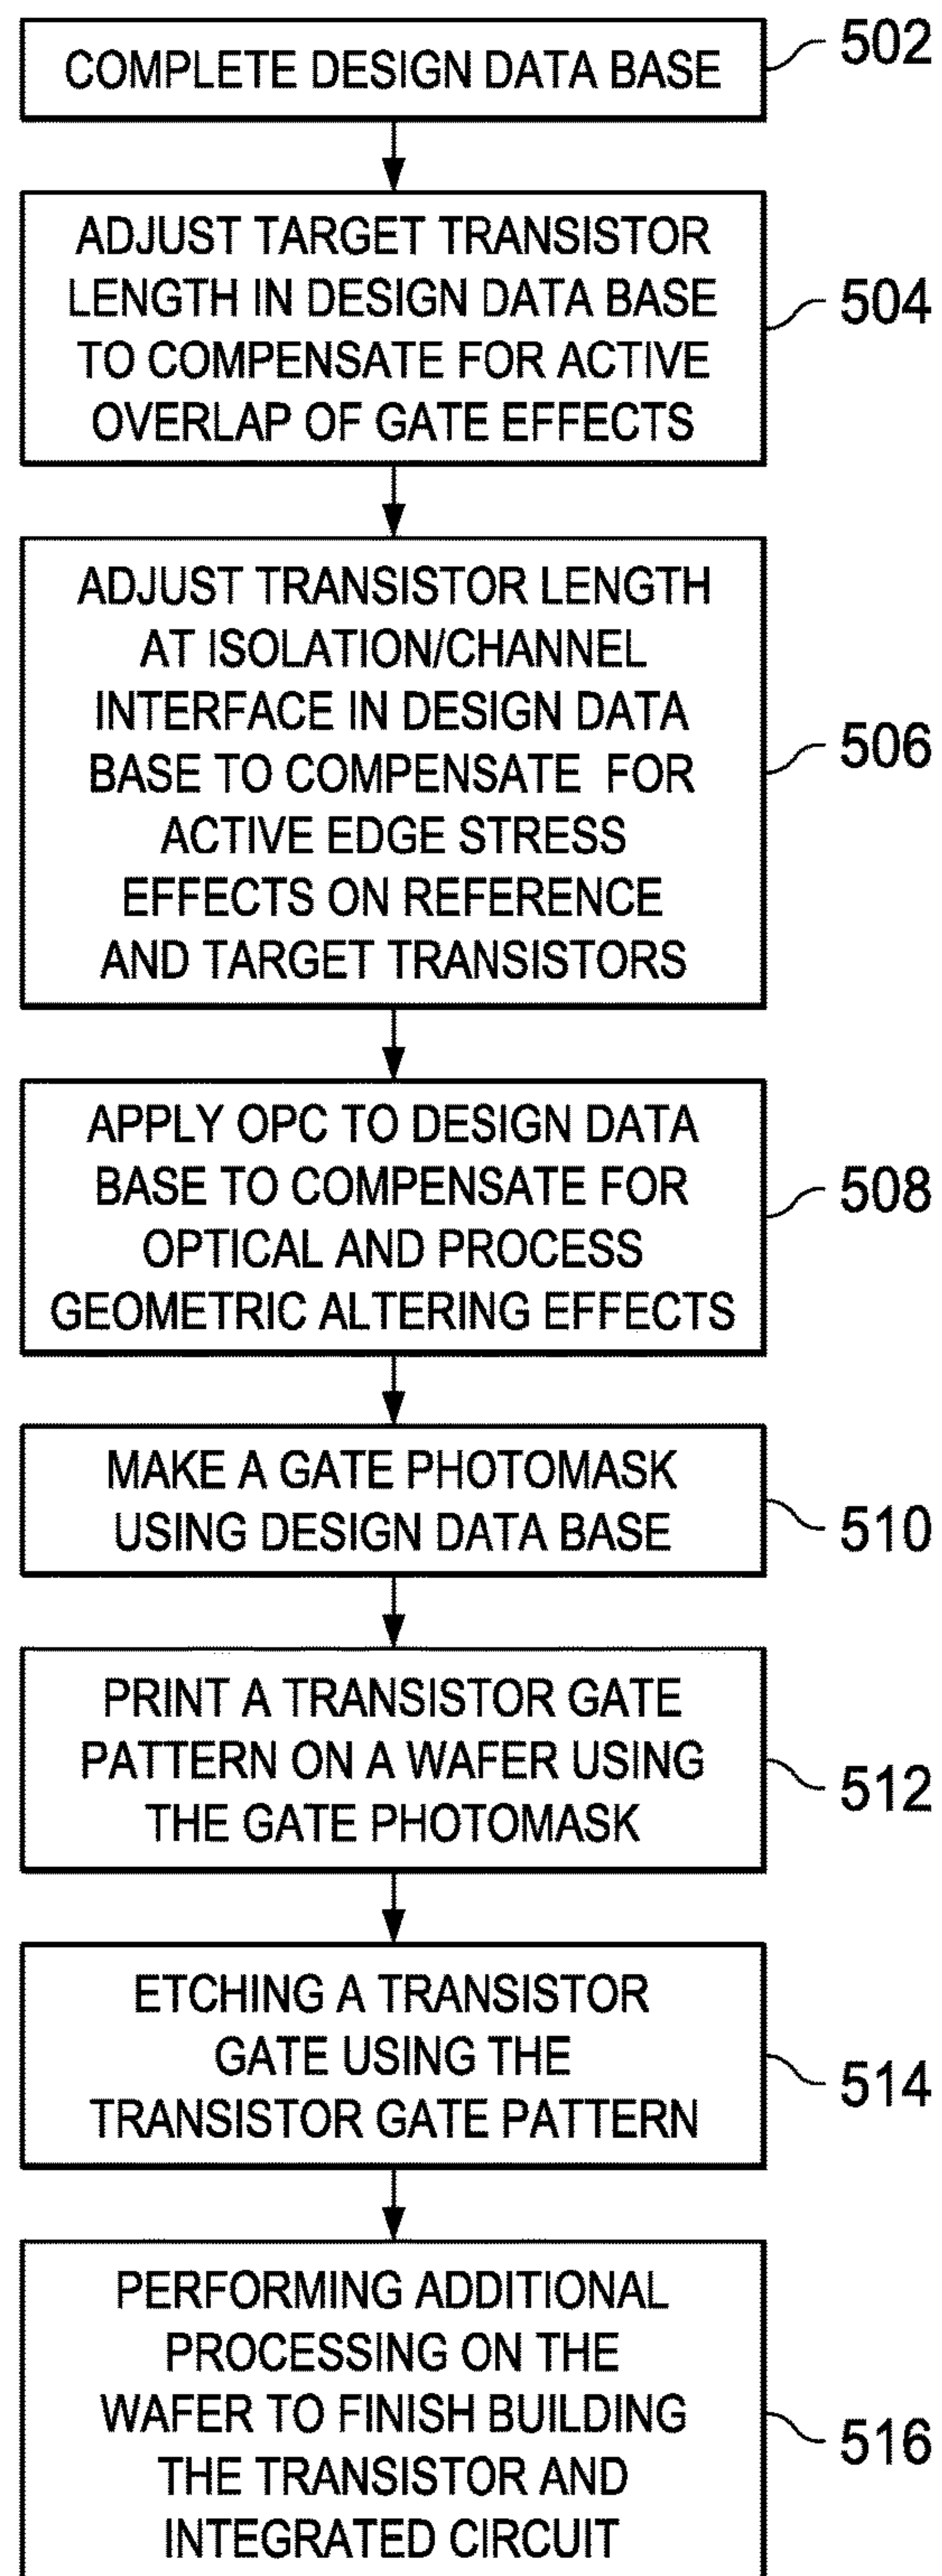 COMPLETE DESIGN DATA BASE
502
ADJUST TARGET TRANSISTOR
LENGTH IN DESIGN DATA BASE
TO COMPENSATE FOR ACTIVE
OVERLAP OF GATE EFFECTS
504
ADJUST TRANSISTOR LENGTH
AT ISOLATION/CHANNEL
INTERFACE IN DESIGN DATA
BASE TO COMPENSATE FOR
ACTIVE EDGE STRESS
EFFECTS ON REFERENCE
AND TARGET TRANSISTORS
506
APPLY OPC TO DESIGN DATA
BASE TO COMPENSATE FOR
OPTICAL AND PROCESS
GEOMETRIC ALTERING EFFECTS
508
MAKE A GATE PHOTOMASK
USING DESIGN DATA BASE
510
PRINT A TRANSISTOR GATE
PATTERN ON A WAFER USING
THE GATE PHOTOMASK
512
ETCHING A TRANSISTOR
GATE USING THE
TRANSISTOR GATE PATTERN
514
PERFORMING ADDITIONAL
PROCESSING ON THE
WAFER TO FINISH BUILDING
THE TRANSISTOR AND
INTEGRATED CIRCUIT
516